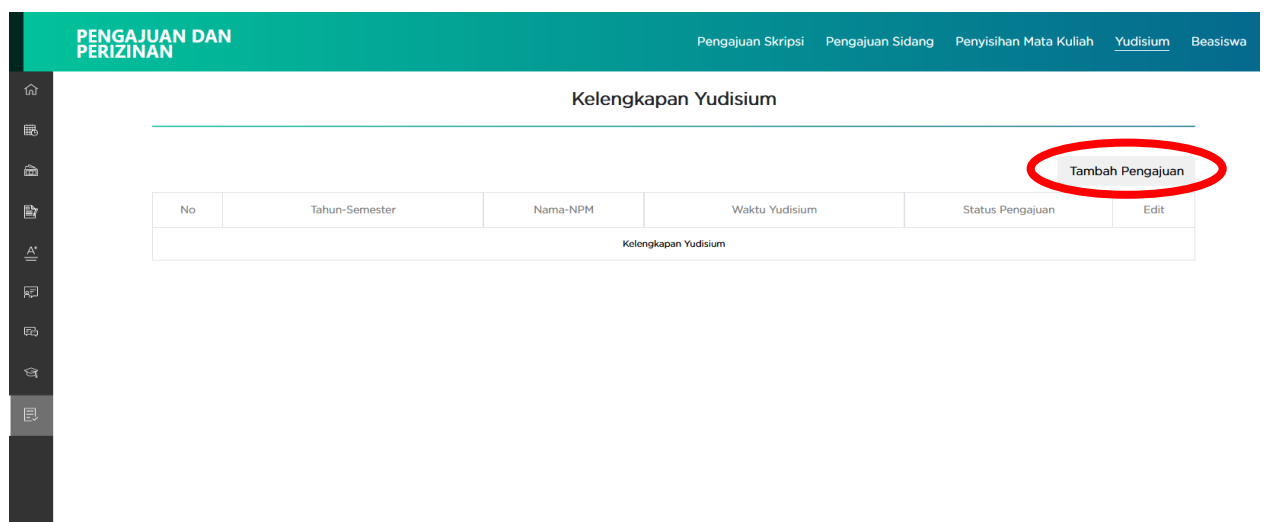 PENGAJUAN DAN
PERIZINAN
Pengajuan Skripsi Pengajuan Sidang Penyisihan Mata Kuliah Yudisium Beasiswa
Kelengkapan Yudisium
Tambah Pengajuan
No Tahun-Semester Nama-NPM Waktu Yudisium Status Pengajuan Edit
Kelengkapan Yudisium